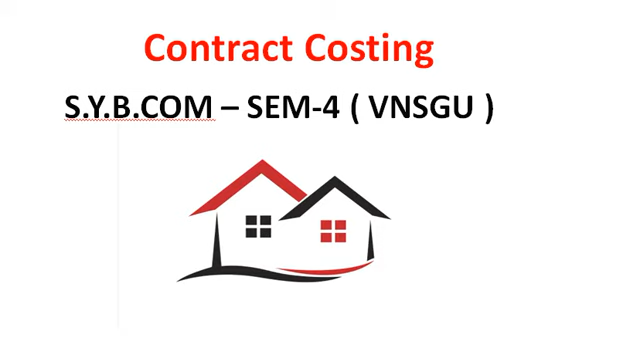 Contract Costing
S.Y.B.COM – SEM-4 ( VNSGU )